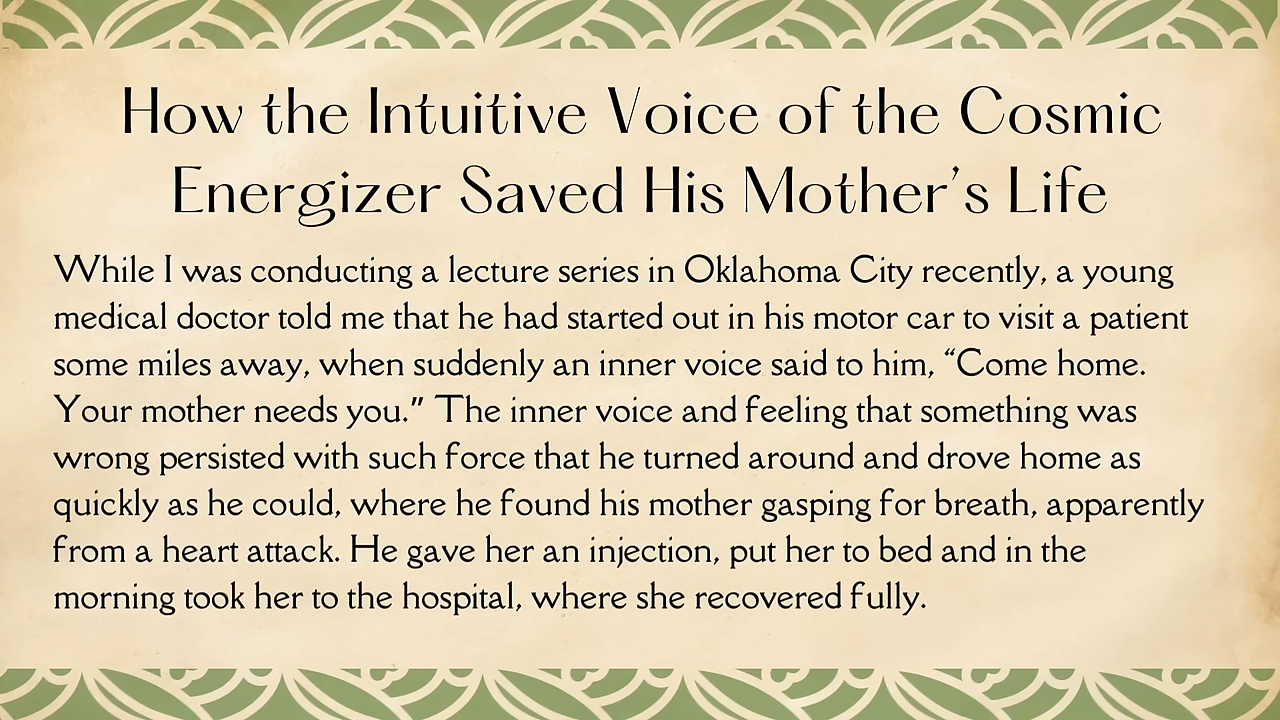 How the Intuitive Voice of the Cosmic
Energizer Saved His Mother's Life
While I was conducting a lecture series in Oklahoma City recently, a young
medical doctor told me that he had started out in his motor car to visit a patient
some miles away, when suddenly an inner voice said to him, “Come home.
Your mother needs you." The inner voice and feeling that something was
wrong persisted with such force that he turned around and drove home as
quickly as he could, where he found his mother gasping for breath, apparently
from a heart attack. He gave her an injection, put her to bed and in the
morning took her to the hospital, where she recovered fully.